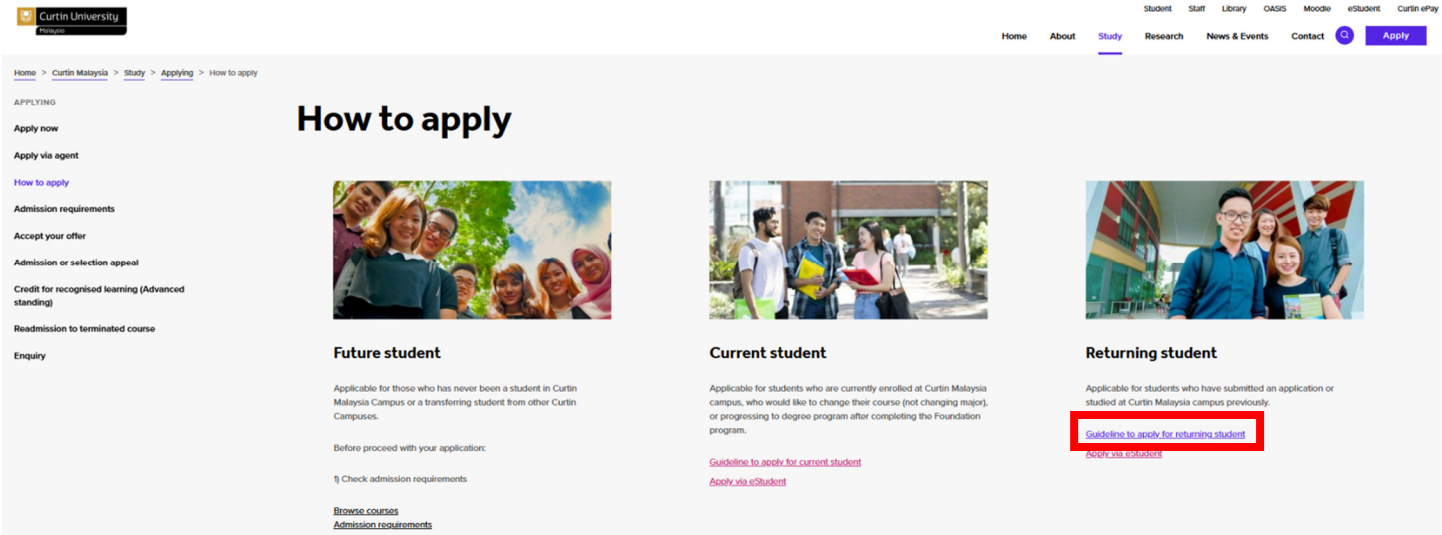 Curtin University
Malaysia
Student Staff Library OASIS Moodle eStudent Curtin ePay
Home About Study Research News & Events Contact Apply
Home > Curtin Malaysia > Study > Applying > How to apply
APPLYING
Apply now
Apply via agent
How to apply
Admission requirements
Accept your offer
Admission or selection appeal
Credit for recognised learning (Advanced
standing)
Readmission to terminated course
Enquiry
How to apply
Future student
Applicable for those who has never been a student in Curtin
Malaysia Campus or a transferring student from other Curtin
Campuses.
Before proceed with your application:
1) Check admission requirements
Browse courses
Admission requirements
Current student
Applicable for students who are currently enrolled at Curtin Malaysia
campus, who would like to change their course (not changing major),
or progressing to degree program after completing the Foundation
program.
Guideline to apply for current student
Apply via eStudent
Returning student
Applicable for students who have submitted an application or
studied at Curtin Malaysia campus previously.
Guideline to apply for returning student
Apply via eStudent